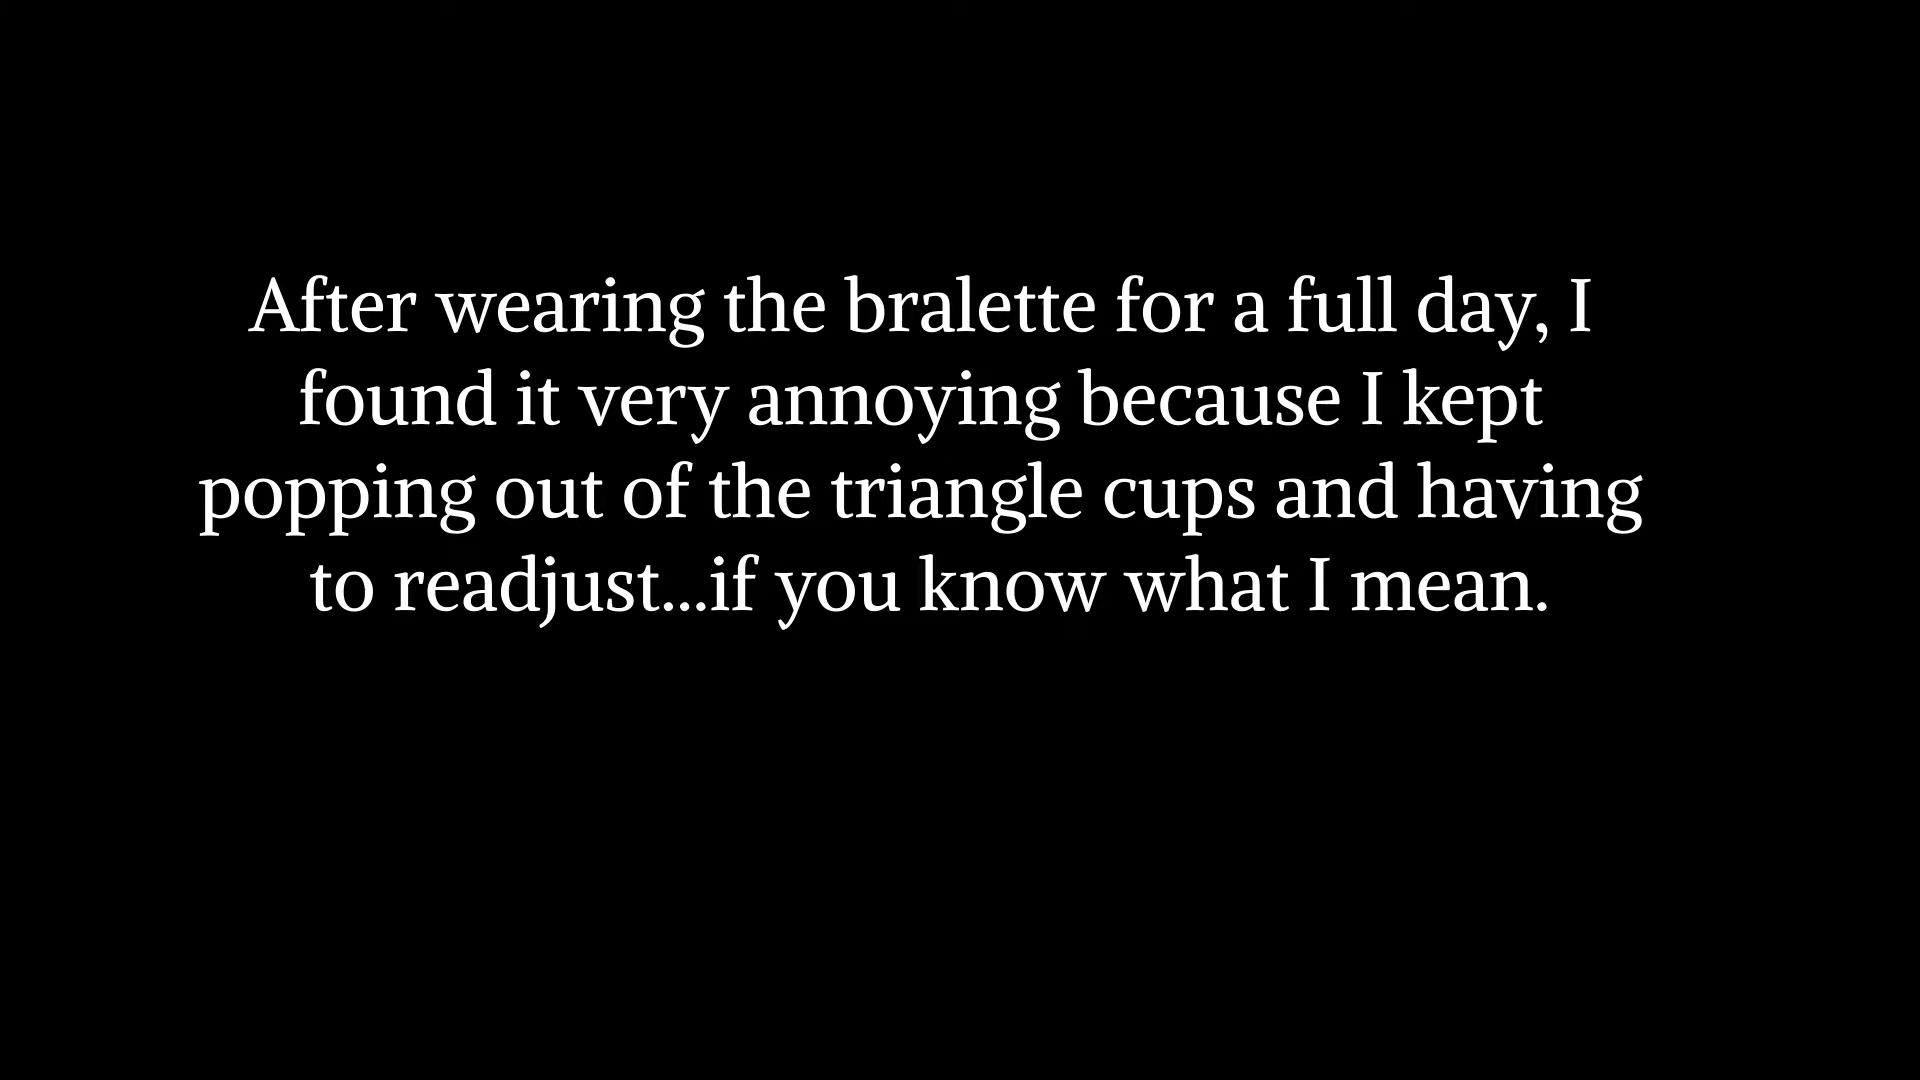 After wearing the bralette for a full day, I
found it very annoying because I kept
popping out of the triangle cups and having
to readjust...if you know what I mean.